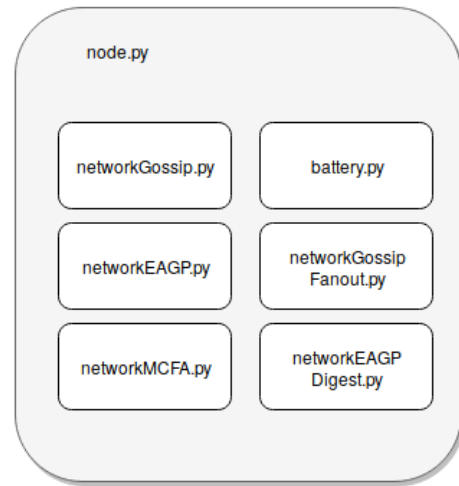 node.py
networkGossip.py
battery.py
networkEAGP.py
networkGossip
Fanout.py
networkMCFA.py
networkEAGP
Digest.py